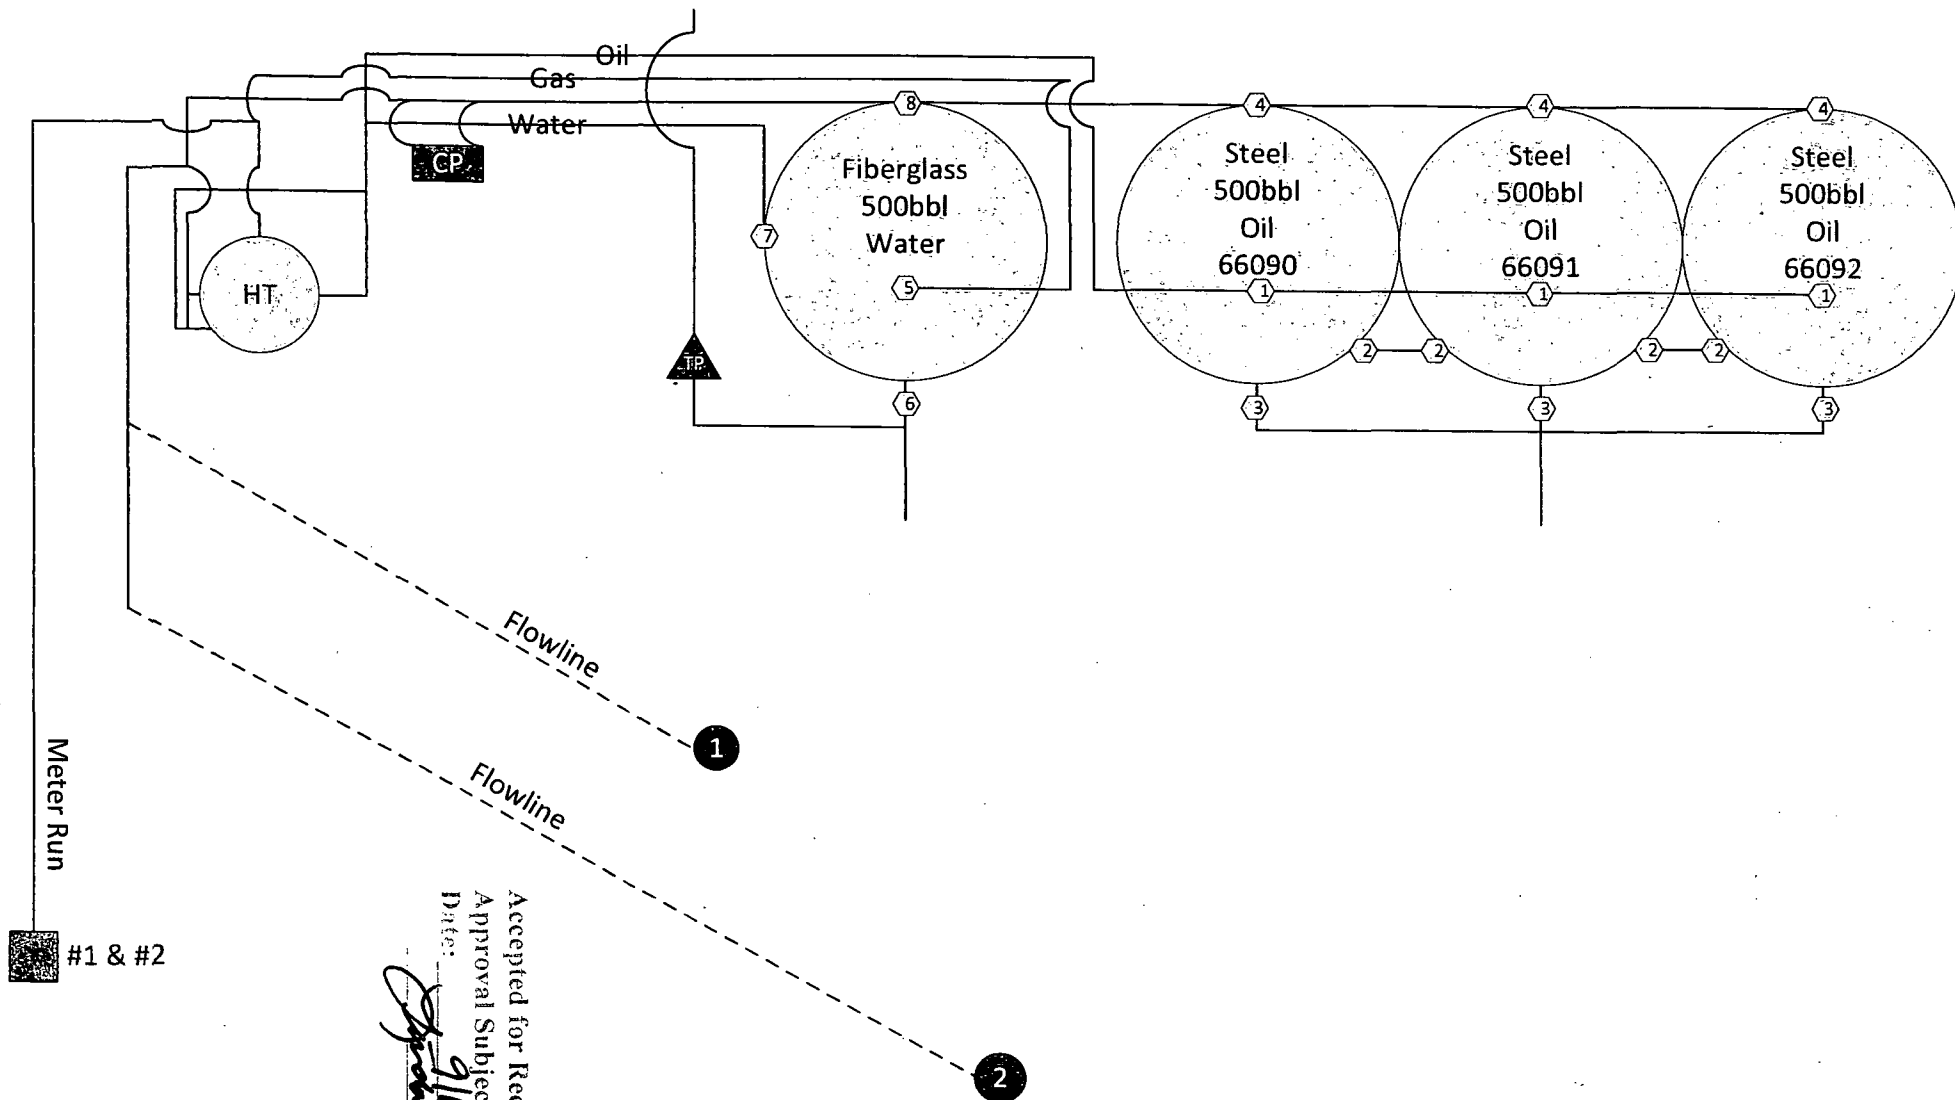 Oil
Gas
Water
CP
8
4
4
4
Fiberglass
500bbl
Water
Steel
500bbl
Oil
66090
Steel
500bbl
Oil
66091
Steel
500bbl
Oil
66092
7
5
1
1
1
HT
TP
2
2
2
2
6
3
3
3
Flowline
1
Flowline
2
Meter Run
#1 & #2
Accepted for
Approval
Date: